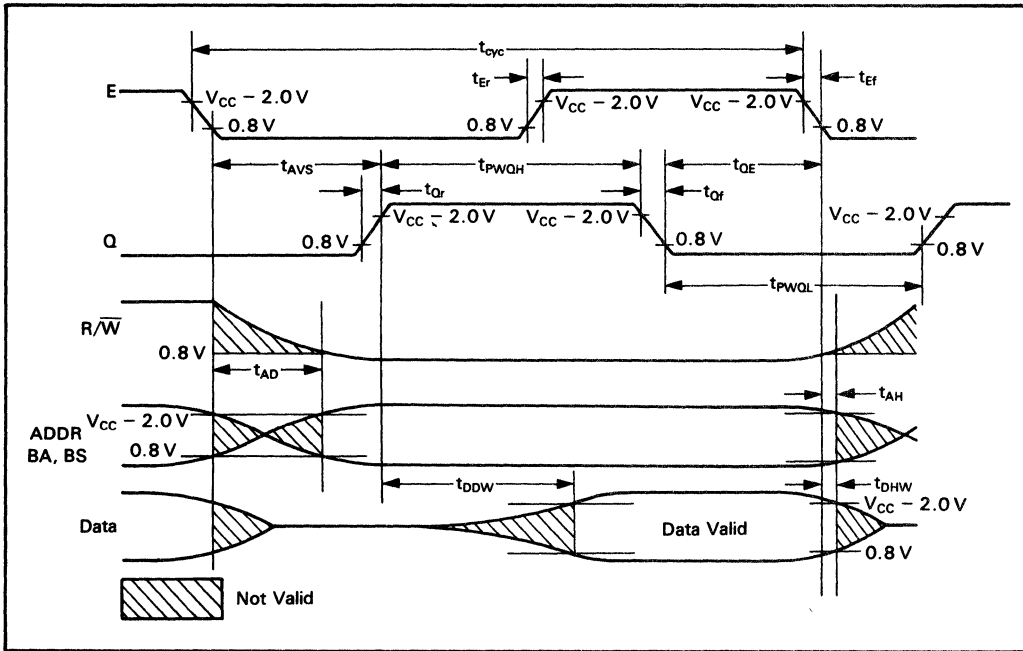 tcyc
tEr
tEf
E
VCC − 2.0 V
VCC − 2.0 V
VCC − 2.0 V
0.8 V
0.8 V
0.8 V
tAVS
tPWQH
tQE
tQr
tQf
VCC − 2.0 V
VCC − 2.0 V
VCC − 2.0 V
Q
0.8 V
0.8 V
0.8 V
tPWQL
R/W̅
0.8 V
tAD
tAH
VCC − 2.0 V
ADDR
BA, BS
0.8 V
tDDW
tDHW
VCC − 2.0 V
Data
Data Valid
0.8 V
Not Valid